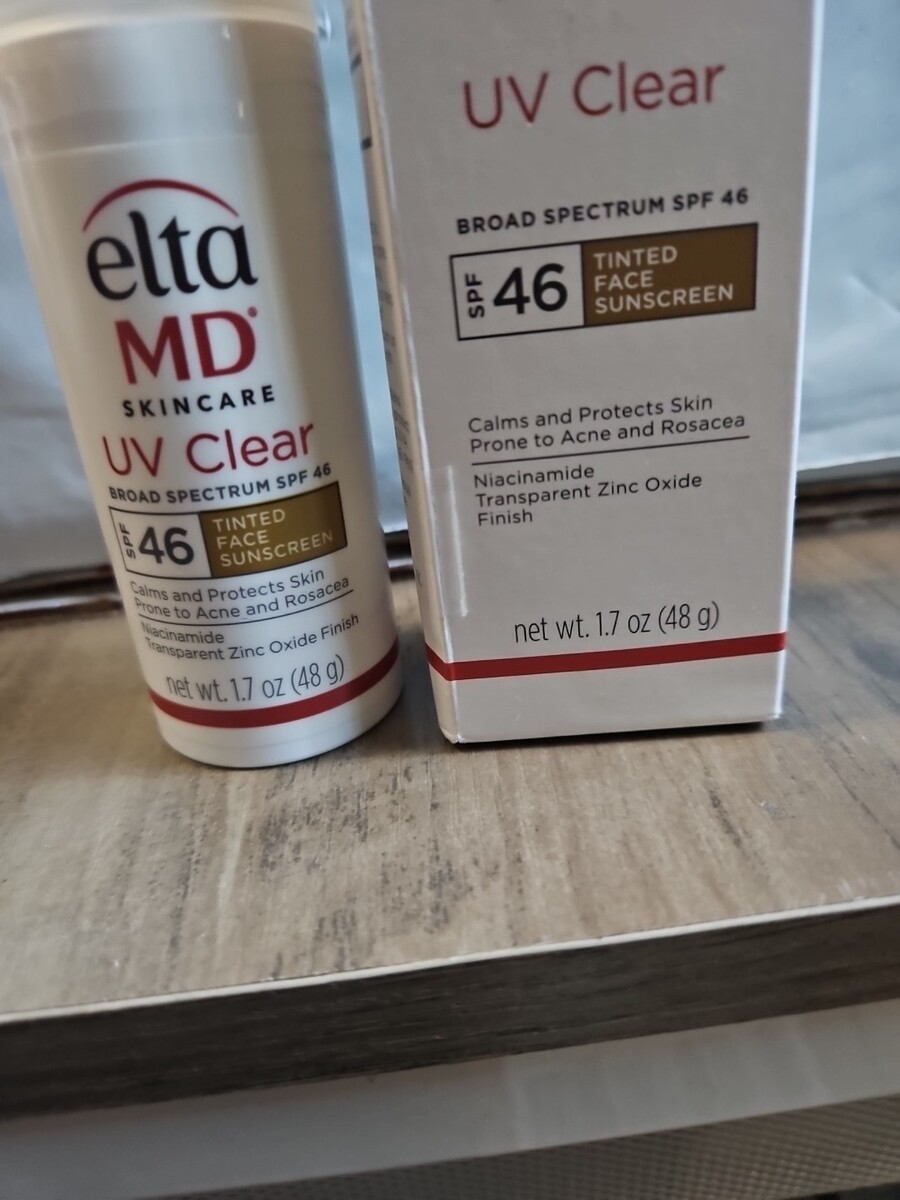 elta
MD®
SKINCARE
UV Clear
BROAD SPECTRUM SPF 46
SPF 46
TINTED
FACE
SUNSCREEN
Calms and Protects Skin
Prone to Acne and Rosacea
Niacinamide
Transparent Zinc Oxide Finish
net wt. 1.7 oz (48 g)
UV Clear
BROAD SPECTRUM SPF 46
SPF 46
TINTED
FACE
SUNSCREEN
Calms and Protects Skin
Prone to Acne and Rosacea
Niacinamide
Transparent Zinc Oxide
Finish
net wt. 1.7 oz (48 g)